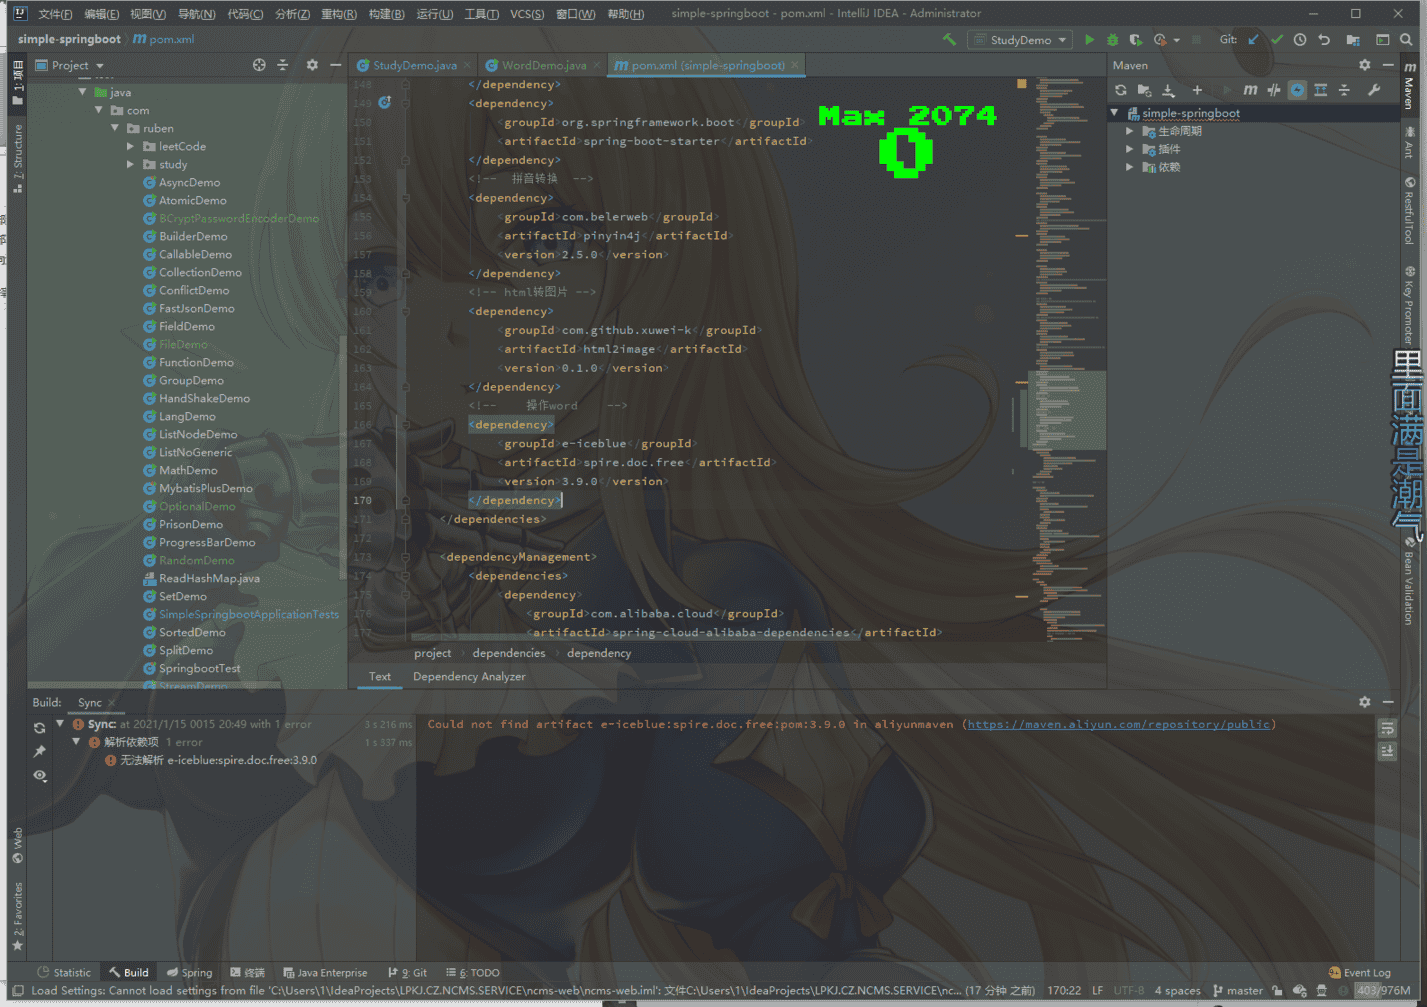 文件(F) 编辑(E) 视图(V) 导航(N) 代码(C) 分析(Z) 重构(R) 构建(B) 运行(U) 工具(T) VCS(S) 窗口(W) 帮助(H) simple-springboot - pom.xml - IntelliJ IDEA - Administrator
simple-springboot pom.xml StudyDemo Git:
Project StudyDemo.java WordDemo.java pom.xml (simple-springboot) Maven
1: 项目
7: Structure
java
com
ruben
leetCode
study
AsyncDemo
AtomicDemo
BCryptPasswordEncoderDemo
BuilderDemo
CallableDemo
CollectionDemo
ConflictDemo
FastJsonDemo
FieldDemo
FileDemo
FunctionDemo
GroupDemo
HandShakeDemo
LangDemo
ListNodeDemo
ListNoGeneric
MathDemo
MybatisPlusDemo
OptionalDemo
PrisonDemo
ProgressBarDemo
RandomDemo
ReadHashMap.java
SetDemo
SimpleSpringbootApplicationTests
SortedDemo
SplitDemo
SpringbootTest
StreamDemo
148 </dependency>
149 <dependency>
150 <groupId>org.springframework.boot</groupId>
151 <artifactId>spring-boot-starter</artifactId>
152 </dependency>
153 <!-- 拼音转换 -->
154 <dependency>
155 <groupId>com.belerweb</groupId>
156 <artifactId>pinyin4j</artifactId>
157 <version>2.5.0</version>
158 </dependency>
159 <!-- html转图片 -->
160 <dependency>
161 <groupId>com.github.xuwei-k</groupId>
162 <artifactId>html2image</artifactId>
163 <version>0.1.0</version>
164 </dependency>
165 <!-- 操作word -->
166 <dependency>
167 <groupId>e-iceblue</groupId>
168 <artifactId>spire.doc.free</artifactId>
169 <version>3.9.0</version>
170 </dependency>
171 </dependencies>
172
173 <dependencyManagement>
174 <dependencies>
175 <dependency>
176 <groupId>com.alibaba.cloud</groupId>
177 <artifactId>spring-cloud-alibaba-dependencies</artifactId>
Max 2074
0
project › dependencies › dependency
Text Dependency Analyzer
simple-springboot
生命周期
插件
依赖
Maven
Ant
RestfulTool
Key Promoter
里面满是潮气
Bean Validation
Build: Sync
Sync: at 2021/1/15 0015 20:49 with 1 error 3 s 216 ms
解析依赖项 1 error 1 s 337 ms
无法解析 e-iceblue:spire.doc.free:3.9.0
Could not find artifact e-iceblue:spire.doc.free:pom:3.9.0 in aliyunmaven (https://maven.aliyun.com/repository/public)
Web
2: Favorites
Statistic Build Spring 终端 Java Enterprise 9: Git 6: TODO Event Log
Load Settings: Cannot load settings from file 'C:\Users\1\IdeaProjects\LPKJ.CZ.NCMS.SERVICE\ncms-web\ncms-web.iml': 文件C:\Users\1\IdeaProjects\LPKJ.CZ.NCMS.SERVICE\nc... (17 分钟 之前) 170:22 LF UTF-8 4 spaces master 403/976M